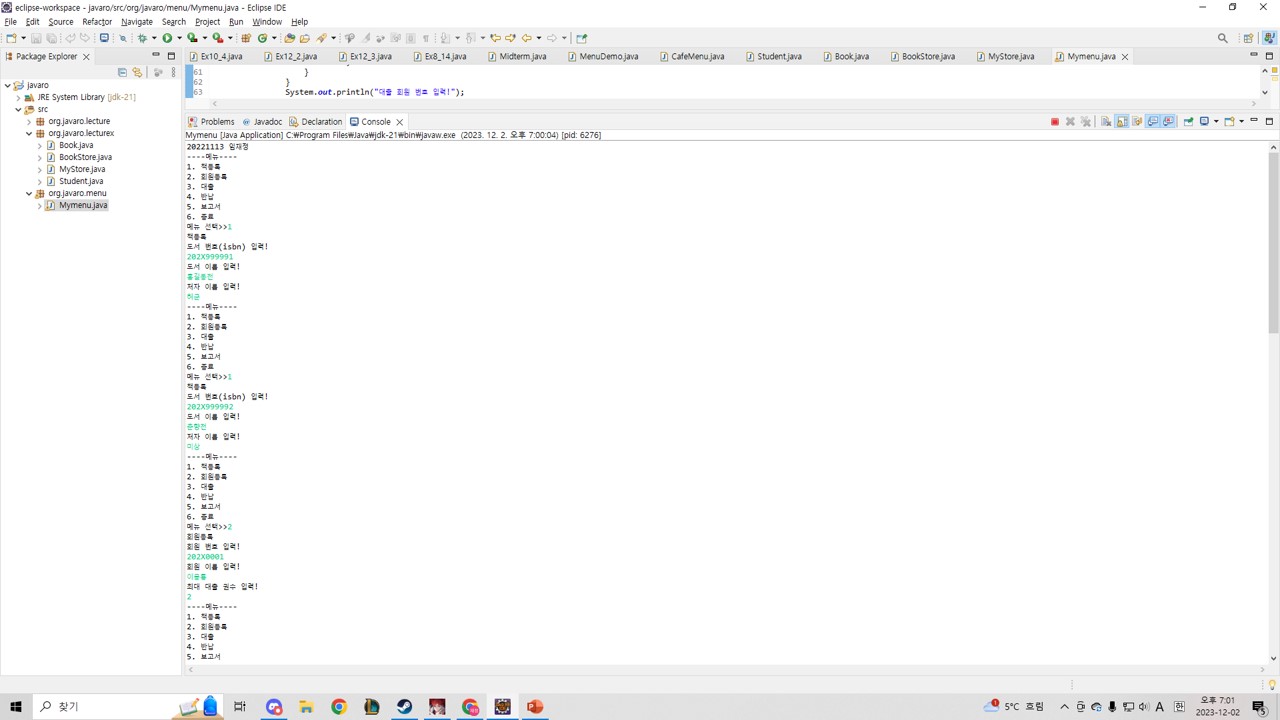 eclipse-workspace - javaro/src/org/javaro/menu/Mymenu.java - Eclipse IDE
File Edit Source Refactor Navigate Search Project Run Window Help
Package Explorer
Ex10_4.java Ex12_2.java Ex12_3.java Ex8_14.java Midterm.java MenuDemo.java CafeMenu.java Student.java Book.java BookStore.java MyStore.java Mymenu.java
javaro
JRE System Library [jdk-21]
src
org.javaro.lecture
org.javaro.lecturex
Book.java
BookStore.java
MyStore.java
Student.java
org.javaro.menu
Mymenu.java
61 }
62 }
63 System.out.println("대출 회원 번호 입력!");
Problems Javadoc Declaration Console
Mymenu [Java Application] C:₩Program Files₩Java₩jdk-21₩bin₩javaw.exe (2023. 12. 2. 오후 7:00:04) [pid: 6276]
20221113 임재정
----메뉴----
1. 책등록
2. 회원등록
3. 대출
4. 반납
5. 보고서
6. 종료
메뉴 선택>>1
책등록
도서 번호(isbn) 입력!
202X999991
도서 이름 입력!
홍길동전
저자 이름 입력!
허균
----메뉴----
1. 책등록
2. 회원등록
3. 대출
4. 반납
5. 보고서
6. 종료
메뉴 선택>>1
책등록
도서 번호(isbn) 입력!
202X999992
도서 이름 입력!
춘향전
저자 이름 입력!
미상
----메뉴----
1. 책등록
2. 회원등록
3. 대출
4. 반납
5. 보고서
6. 종료
메뉴 선택>>2
회원등록
회원 번호 입력!
202X0001
회원 이름 입력!
최대 대출 권수 입력!
2
----메뉴----
1. 책등록
2. 회원등록
3. 대출
4. 반납
5. 보고서
찾기
5°C 흐림
A
한
오후 7:01
2023-12-02
5